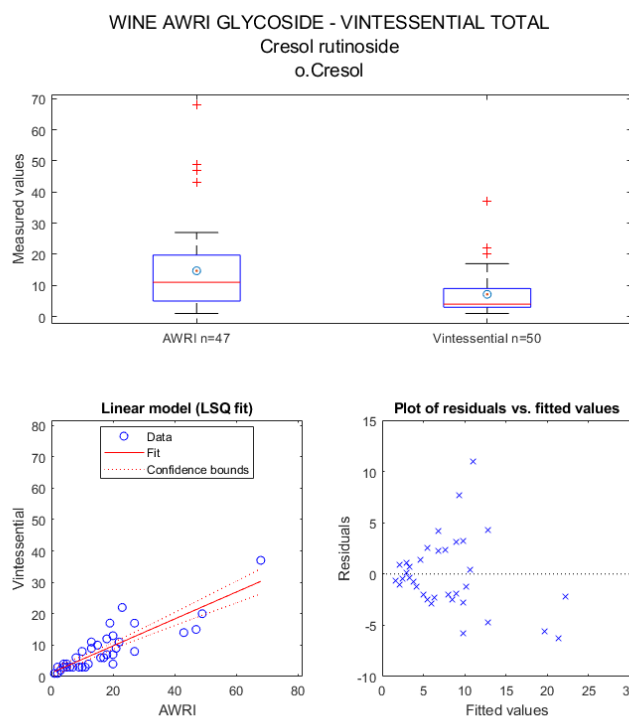 WINE AWRI GLYCOSIDE - VINTESSENTIAL TOTAL
Cresol rutinoside
o.Cresol
Measured values
70
60
50
40
30
20
10
0
AWRI n=47
Vintessential n=50
Linear model (LSQ fit)
Vintessential
80
70
60
50
40
30
20
10
0
Data
Fit
Confidence bounds
0
20
40
60
80
AWRI
Plot of residuals vs. fitted values
Residuals
15
10
5
0
-5
-10
0
5
10
15
20
25
30
Fitted values